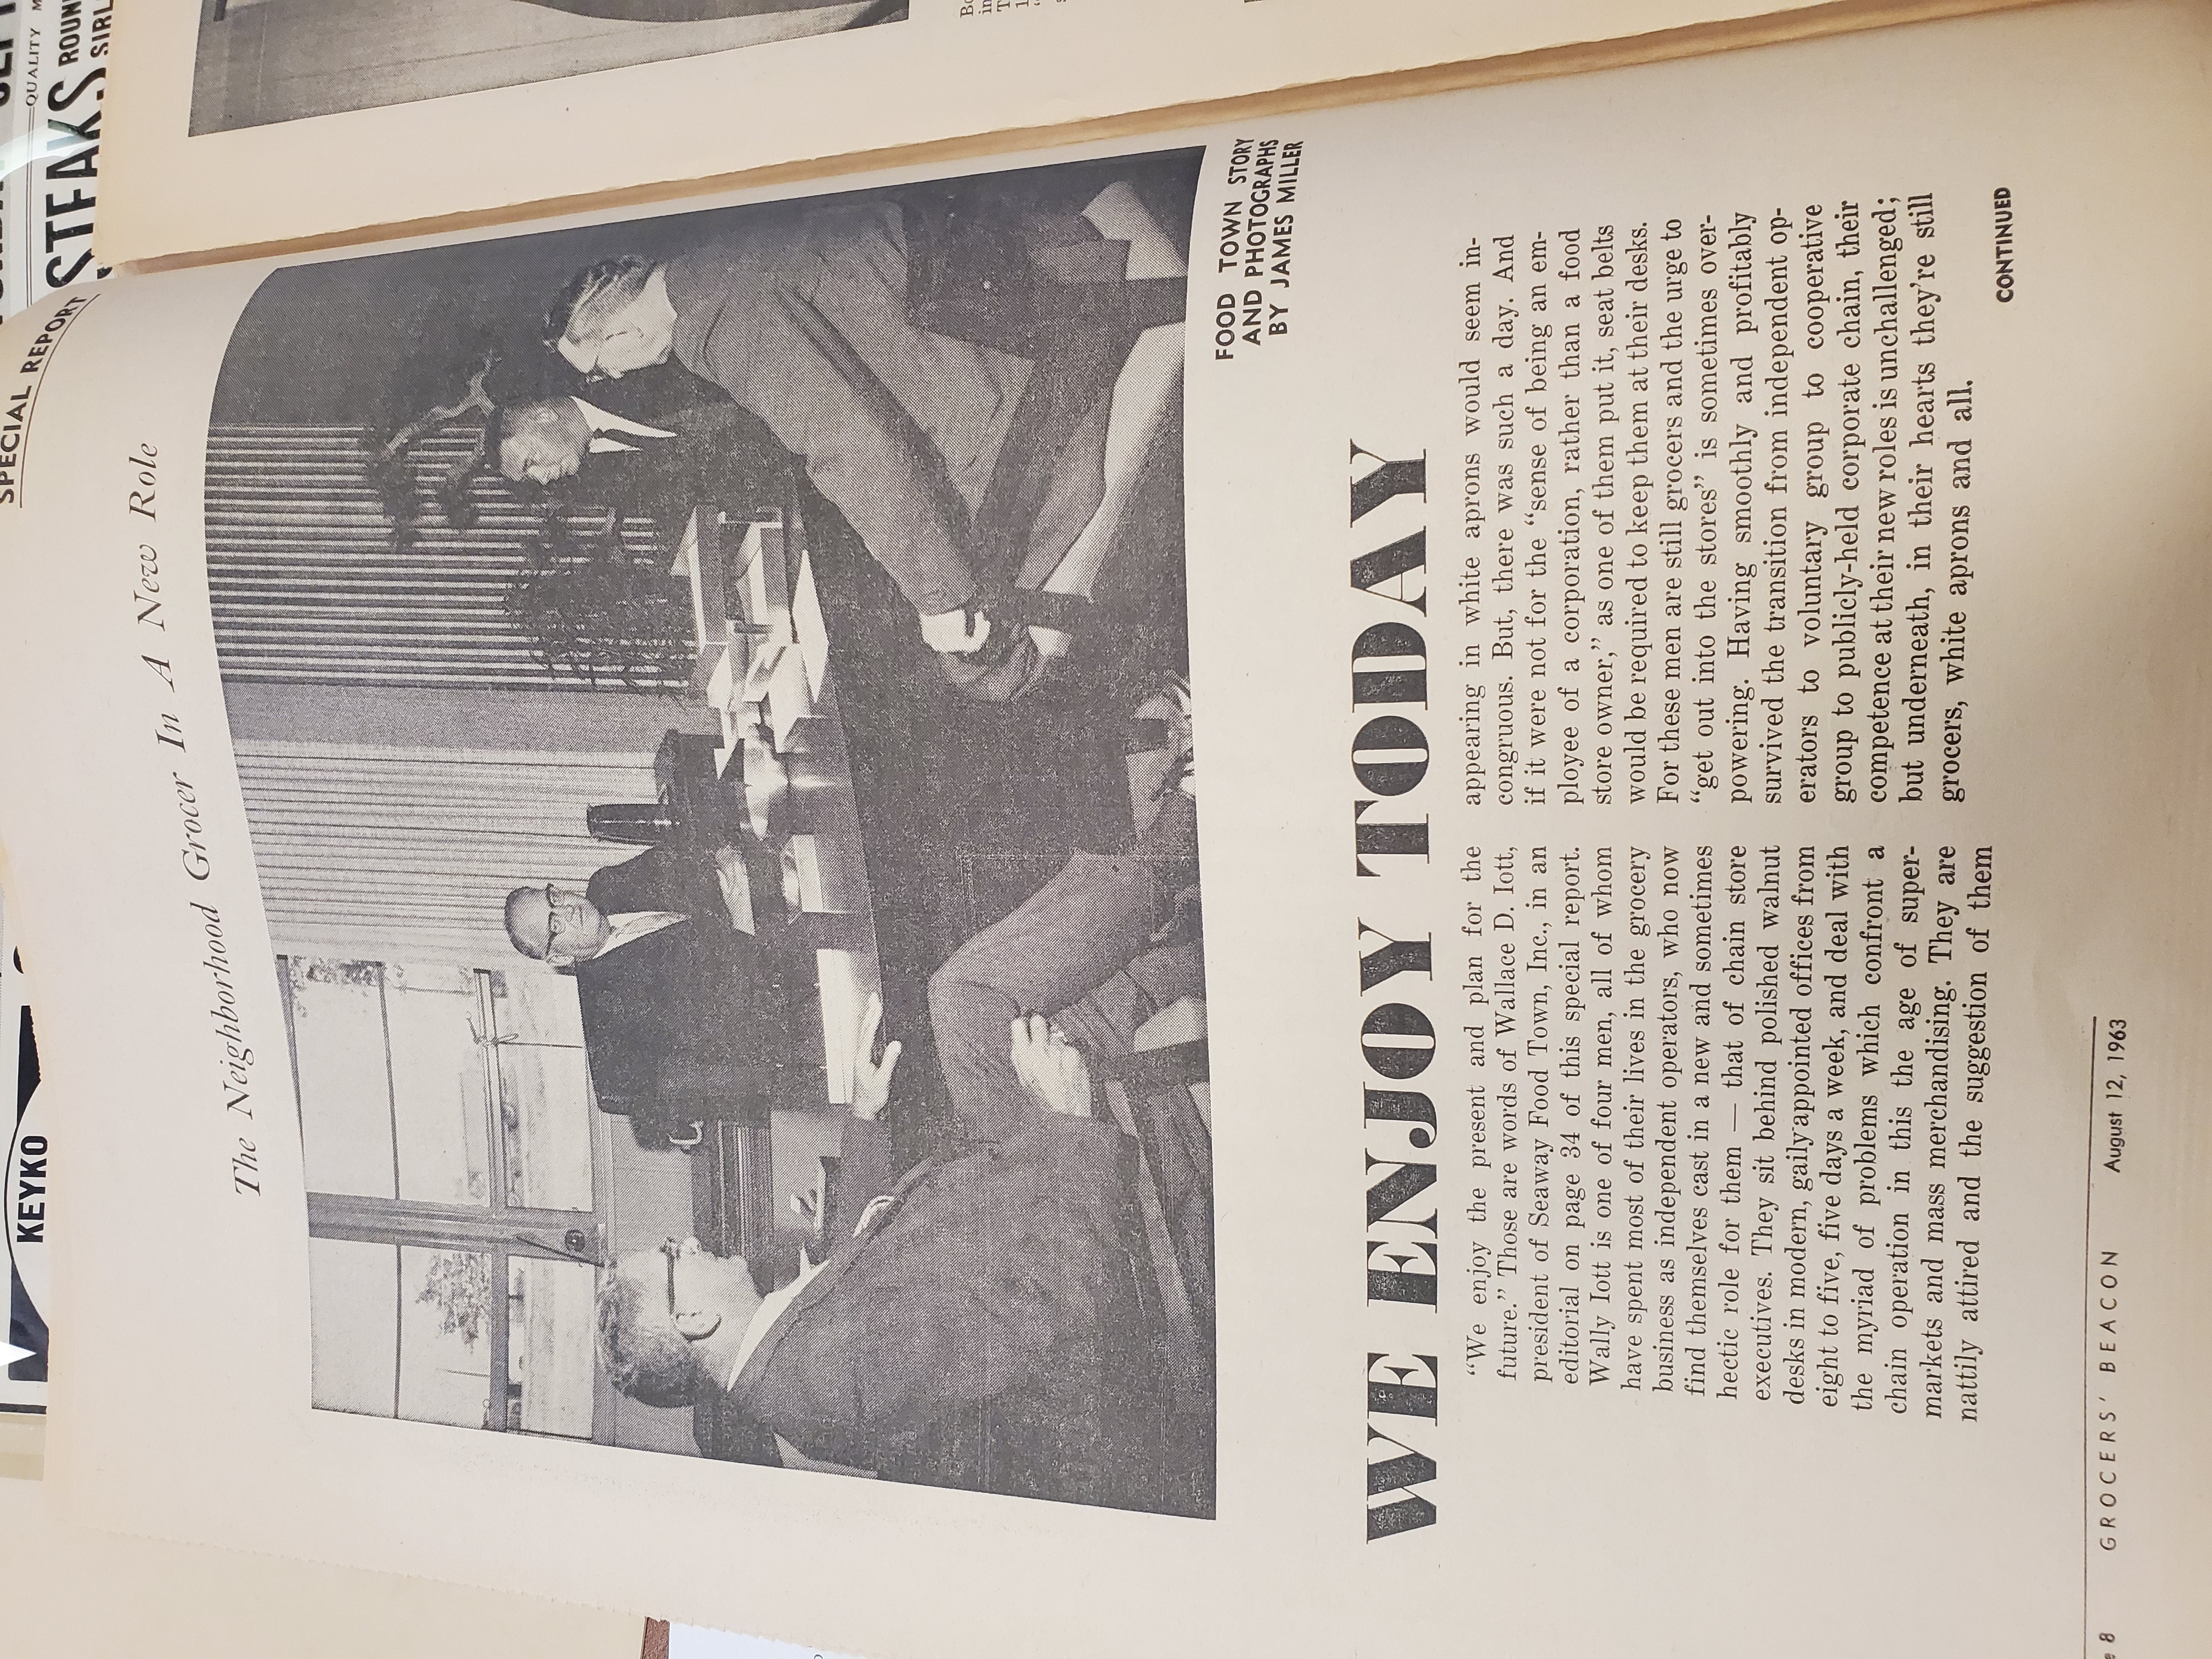 SPECIAL REPORT
The Neighborhood Grocer In A New Role
FOOD TOWN STORY
AND PHOTOGRAPHS
BY JAMES MILLER
WE ENJOY TODAY
“We enjoy the present and plan for the
future.” Those are words of Wallace D. Iott,
president of Seaway Food Town, Inc., in an
editorial on page 34 of this special report.
Wally Iott is one of four men, all of whom
have spent most of their lives in the grocery
business as independent operators, who now
find themselves cast in a new and sometimes
hectic role for them — that of chain store
executives. They sit behind polished walnut
desks in modern, gaily appointed offices from
eight to five, five days a week, and deal with
the myriad of problems which confront a
chain operation in this the age of super-
markets and mass merchandising. They are
nattily attired and the suggestion of them
appearing in white aprons would seem in-
congruous. But, there was such a day. And
if it were not for the “sense of being an em-
ployee of a corporation, rather than a food
store owner,” as one of them put it, seat belts
would be required to keep them at their desks.
For these men are still grocers and the urge to
“get out into the stores” is sometimes over-
powering. Having smoothly and profitably
survived the transition from independent op-
erators to voluntary group to cooperative
group to publicly-held corporate chain, their
competence at their new roles is unchallenged;
but underneath, in their hearts they’re still
grocers, white aprons and all.
CONTINUED
8 GROCERS’ BEACON August 12, 1963
KEYKO
QUALITY
STEAKS